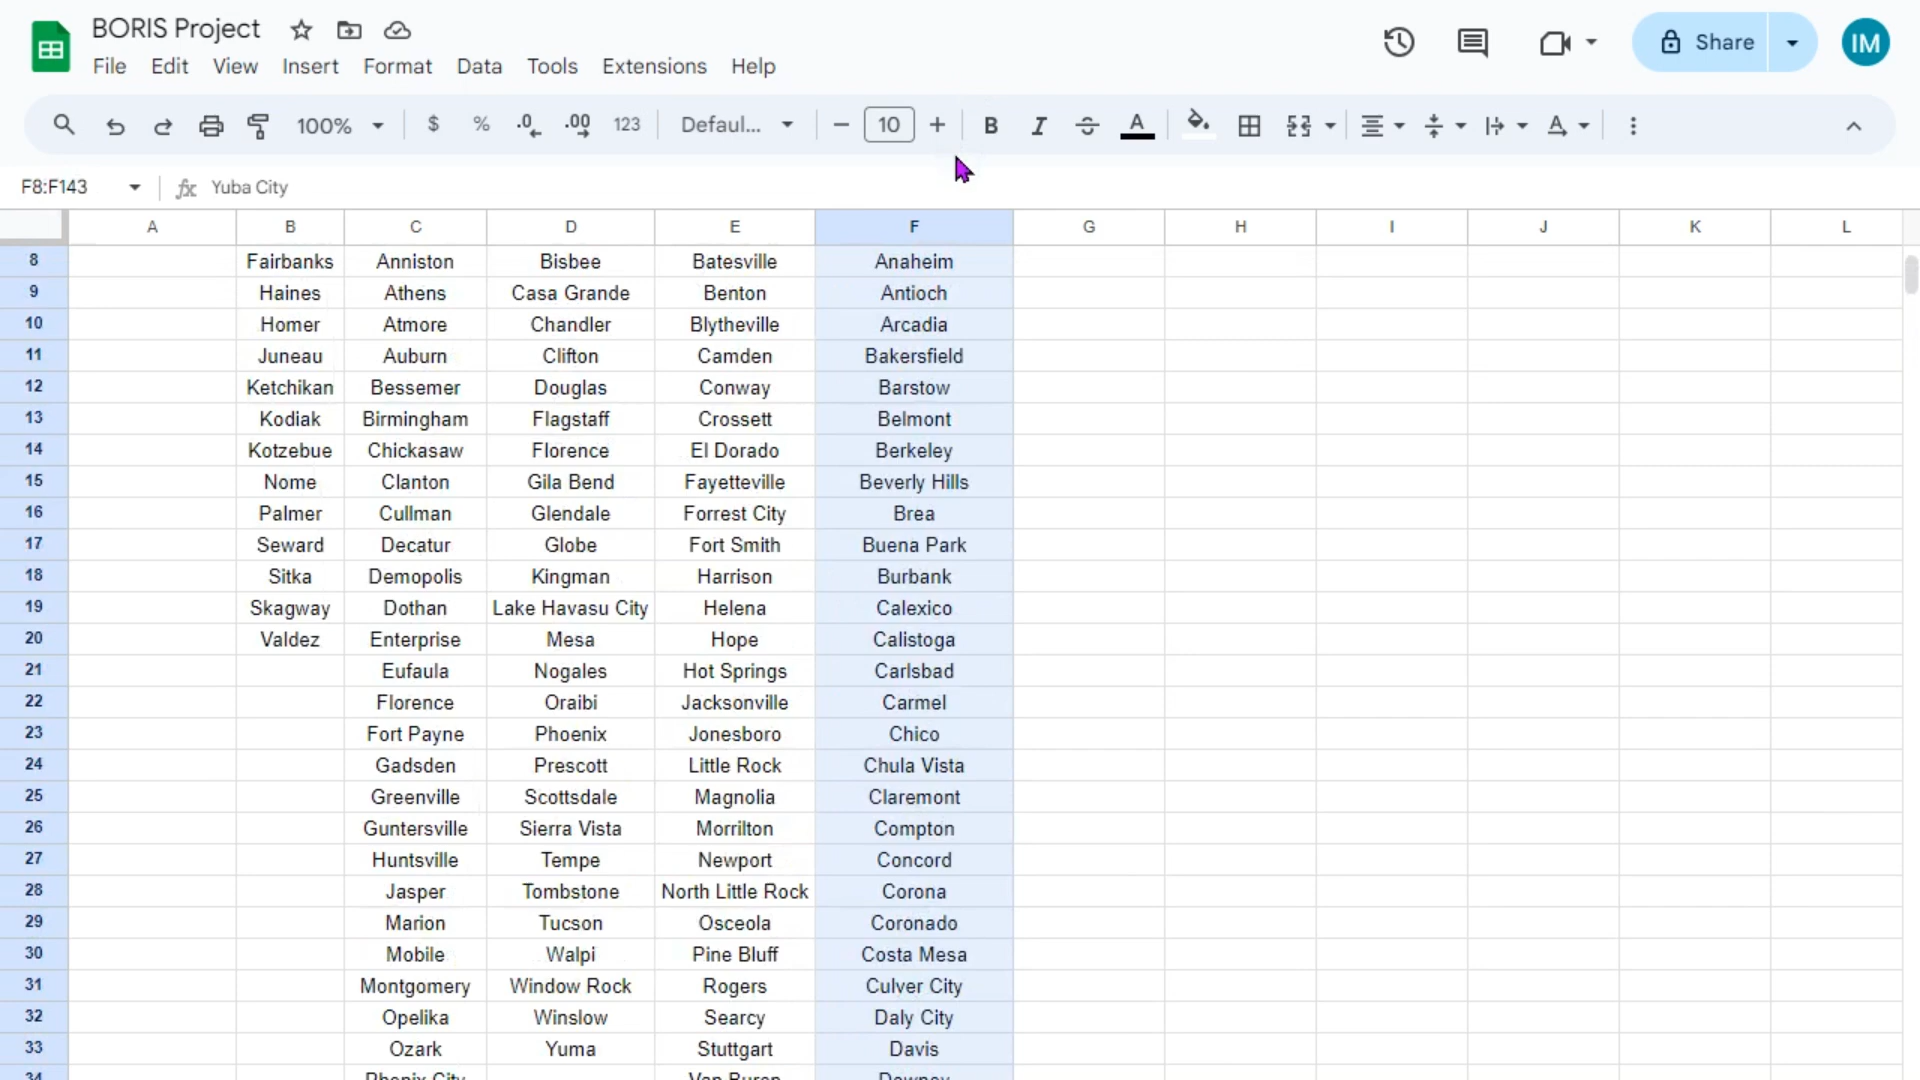 BORIS Project
File Edit View Insert Format Data Tools Extensions Help
Share
IM
100% $ % .0 .00 123 Defaul... 10 B I S A
F8:F143 fx Yuba City
A B C D E F G H I J K L
8 Fairbanks Anniston Bisbee Batesville Anaheim
9 Haines Athens Casa Grande Benton Antioch
10 Homer Atmore Chandler Blytheville Arcadia
11 Juneau Auburn Clifton Camden Bakersfield
12 Ketchikan Bessemer Douglas Conway Barstow
13 Kodiak Birmingham Flagstaff Crossett Belmont
14 Kotzebue Chickasaw Florence El Dorado Berkeley
15 Nome Clanton Gila Bend Fayetteville Beverly Hills
16 Palmer Cullman Glendale Forrest City Brea
17 Seward Decatur Globe Fort Smith Buena Park
18 Sitka Demopolis Kingman Harrison Burbank
19 Skagway Dothan Lake Havasu City Helena Calexico
20 Valdez Enterprise Mesa Hope Calistoga
21 Eufaula Nogales Hot Springs Carlsbad
22 Florence Oraibi Jacksonville Carmel
23 Fort Payne Phoenix Jonesboro Chico
24 Gadsden Prescott Little Rock Chula Vista
25 Greenville Scottsdale Magnolia Claremont
26 Guntersville Sierra Vista Morrilton Compton
27 Huntsville Tempe Newport Concord
28 Jasper Tombstone North Little Rock Corona
29 Marion Tucson Osceola Coronado
30 Mobile Walpi Pine Bluff Costa Mesa
31 Montgomery Window Rock Rogers Culver City
32 Opelika Winslow Searcy Daly City
33 Ozark Yuma Stuttgart Davis
34 Phenix City Van Buren Downey